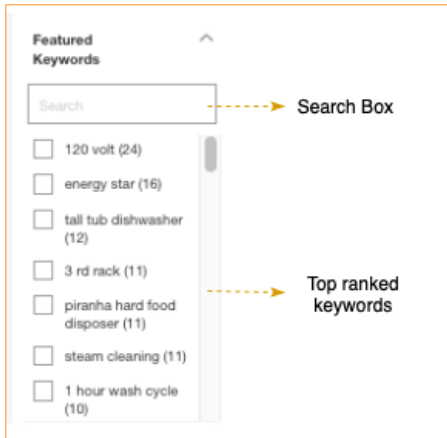 Featured
Keywords
Search
Search Box
120 volt (24)
energy star (16)
tall tub dishwasher
(12)
3 rd rack (11)
piranha hard food
disposer (11)
steam cleaning (11)
1 hour wash cycle
(10)
Top ranked
keywords